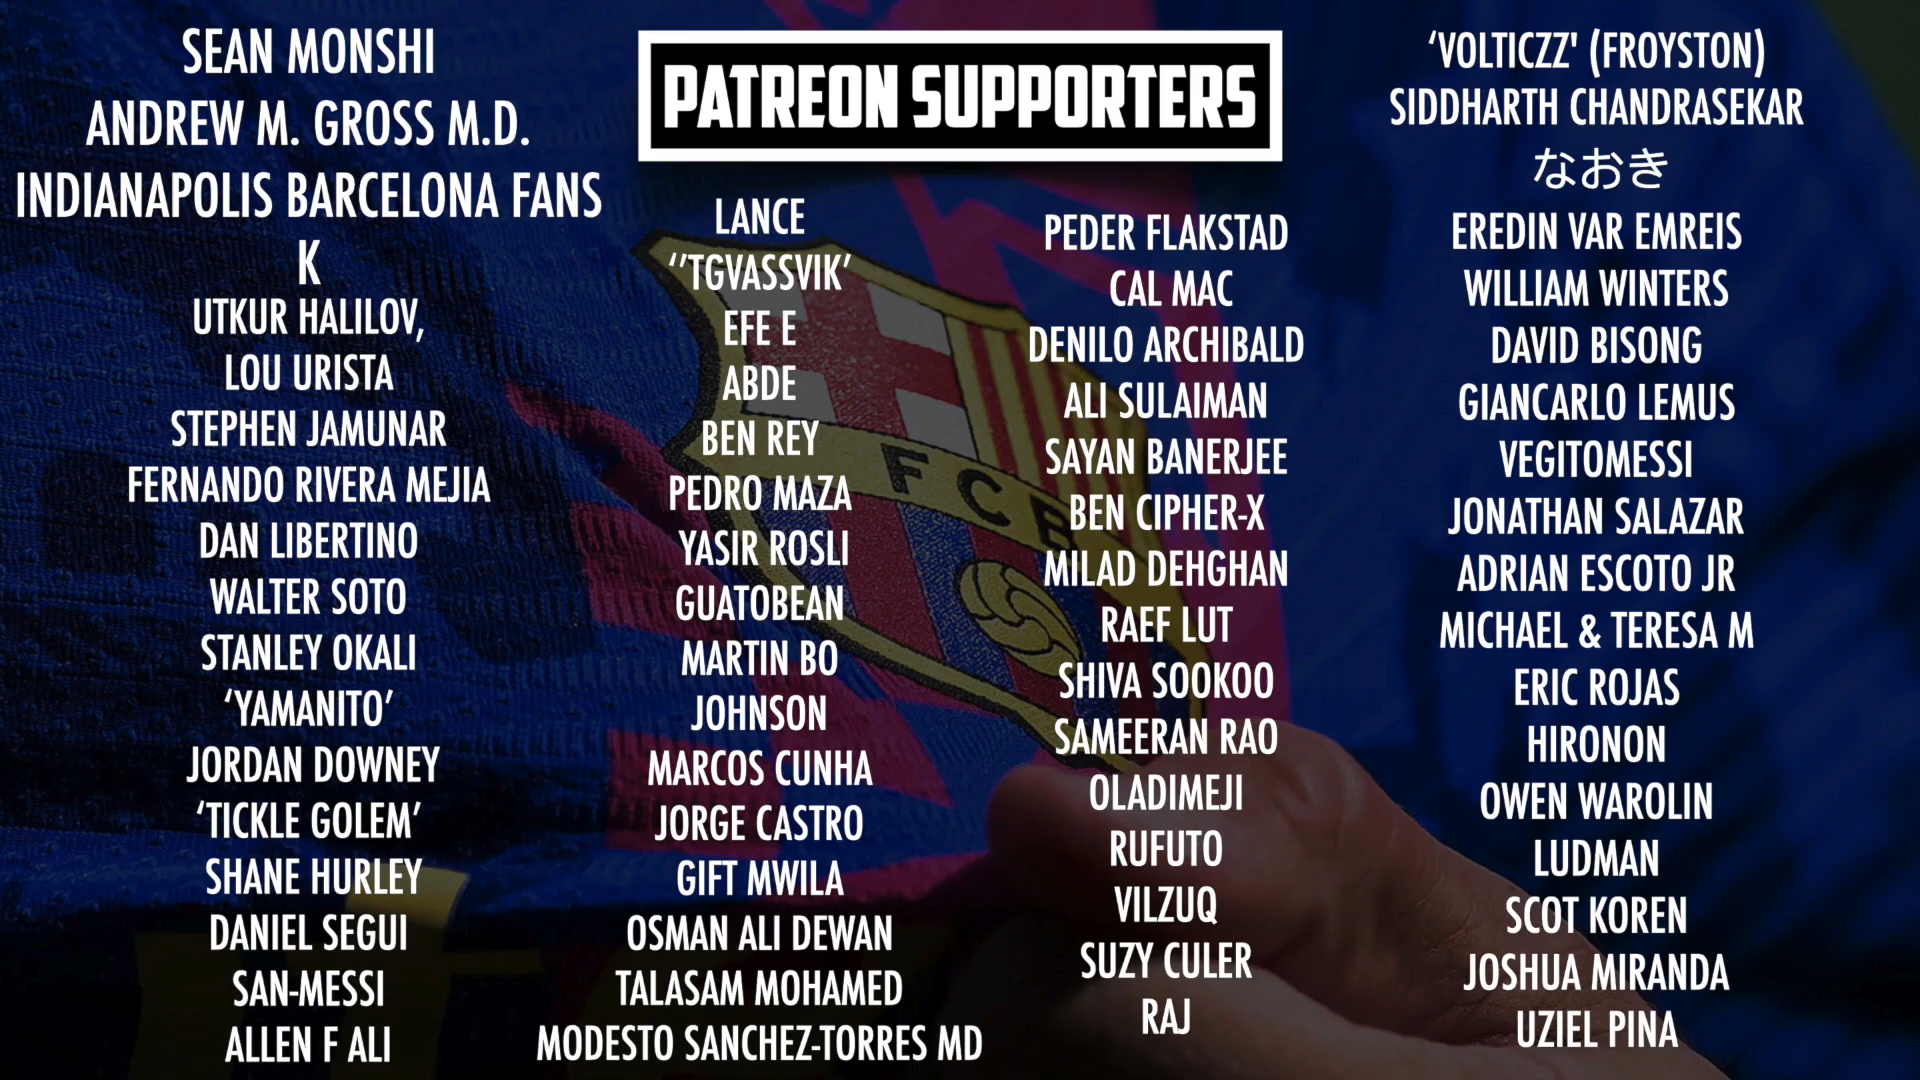 PATREON SUPPORTERS
SEAN MONSHI
ANDREW M. GROSS M.D.
INDIANAPOLIS BARCELONA FANS
K
UTKUR HALILOV,
LOU URISTA
STEPHEN JAMUNAR
FERNANDO RIVERA MEJIA
DAN LIBERTINO
WALTER SOTO
STANLEY OKALI
‘YAMANITO’
JORDAN DOWNEY
‘TICKLE GOLEM’
SHANE HURLEY
DANIEL SEGUI
SAN-MESSI
ALLEN F ALI
LANCE
‘’TGVASSVIK’
EFE E
ABDE
BEN REY
PEDRO MAZA
YASIR ROSLI
GUATOBEAN
MARTIN BO
JOHNSON
MARCOS CUNHA
JORGE CASTRO
GIFT MWILA
OSMAN ALI DEWAN
TALASAM MOHAMED
MODESTO SANCHEZ-TORRES MD
PEDER FLAKSTAD
CAL MAC
DENILO ARCHIBALD
ALI SULAIMAN
SAYAN BANERJEE
BEN CIPHER-X
MILAD DEHGHAN
RAEF LUT
SHIVA SOOKOO
SAMEERAN RAO
OLADIMEJI
RUFUTO
VILZUQ
SUZY CULER
RAJ
‘VOLTICZZ' (FROYSTON)
SIDDHARTH CHANDRASEKAR
なおき
EREDIN VAR EMREIS
WILLIAM WINTERS
DAVID BISONG
GIANCARLO LEMUS
VEGITOMESSI
JONATHAN SALAZAR
ADRIAN ESCOTO JR
MICHAEL & TERESA M
ERIC ROJAS
HIRONON
OWEN WAROLIN
LUDMAN
SCOT KOREN
JOSHUA MIRANDA
UZIEL PINA
FCB